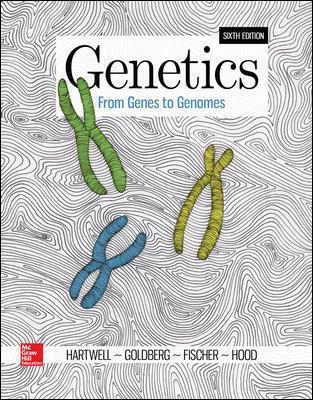 SIXTH EDITION
Genetics
From Genes to Genomes
Mc
Graw
Hill
Education
HARTWELL ~ GOLDBERG ~ FISCHER ~ HOOD